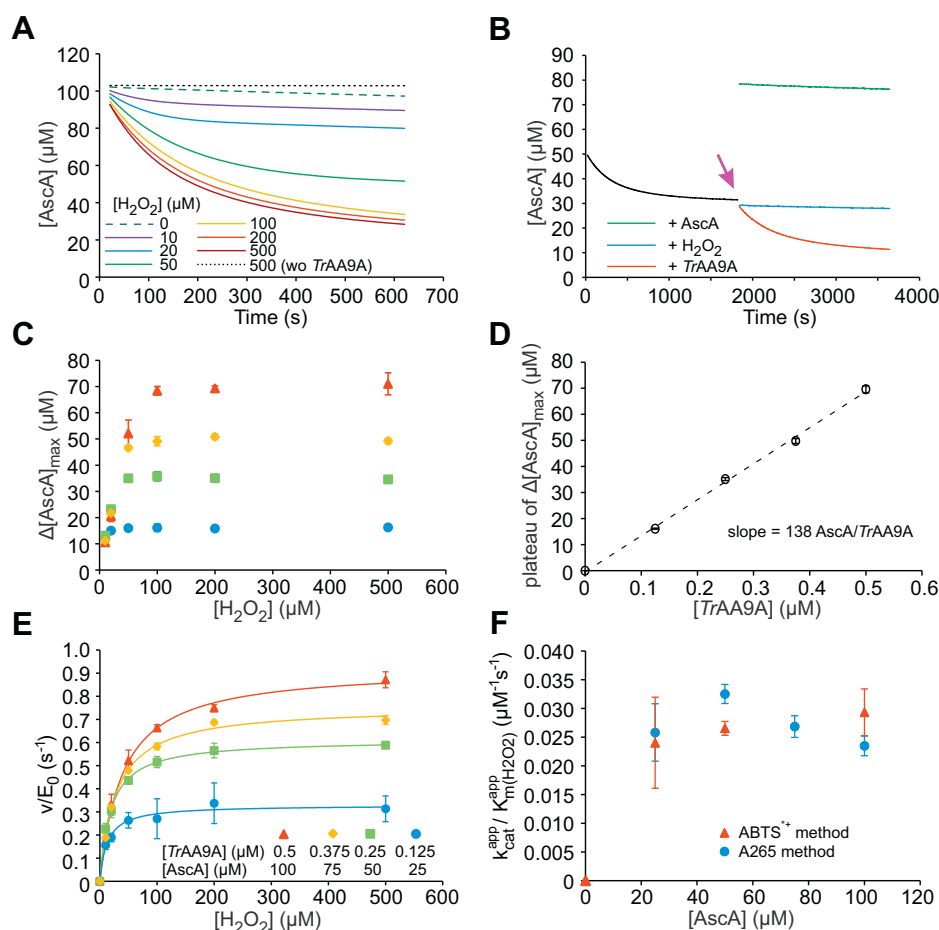 A
[AscA] (µM)
120
100
80
60
40
20
0
[H2O2] (µM)
0 100
10 200
20 500
50 500 (wo TrAA9A)
0 100 200 300 400 500 600 700
Time (s)
B
[AscA] (µM)
90
80
70
60
50
40
30
20
10
0
+ AscA
+ H2O2
+ TrAA9A
0 1000 2000 3000 4000
Time (s)
C
Δ[AscA]max (µM)
80
70
60
50
40
30
20
10
0
0 100 200 300 400 500 600
[H2O2] (µM)
D
plateau of Δ[AscA]max (µM)
80
70
60
50
40
30
20
10
0
slope = 138 AscA/TrAA9A
0 0.1 0.2 0.3 0.4 0.5 0.6
[TrAA9A] (µM)
E
v/E0 (s-1)
1.0
0.9
0.8
0.7
0.6
0.5
0.4
0.3
0.2
0.1
0
[TrAA9A] (µM) 0.5 0.375 0.25 0.125
[AscA] (µM) 100 75 50 25
0 100 200 300 400 500 600
[H2O2] (µM)
F
kcat app / Km(H2O2) app (µM-1s-1)
0.040
0.035
0.030
0.025
0.020
0.015
0.010
0.005
0.000
ABTS•+ method
A265 method
0 20 40 60 80 100 120
[AscA] (µM)